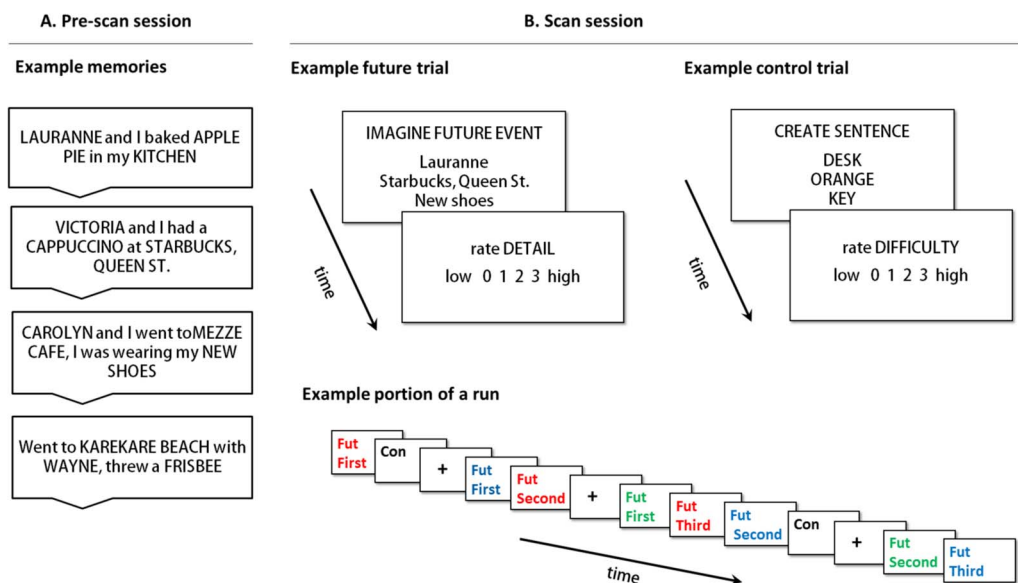 A. Pre-scan session
Example memories
LAURANNE and I baked APPLE
PIE in my KITCHEN
VICTORIA and I had a
CAPPUCCINO at STARBUCKS,
QUEEN ST.
CAROLYN and I went toMEZZE
CAFE, I was wearing my NEW
SHOES
Went to KAREKARE BEACH with
WAYNE, threw a FRISBEE
B. Scan session
Example future trial
IMAGINE FUTURE EVENT
Lauranne
Starbucks, Queen St.
New shoes
rate DETAIL
low 0 1 2 3 high
time
Example control trial
CREATE SENTENCE
DESK
ORANGE
KEY
rate DIFFICULTY
low 0 1 2 3 high
time
Example portion of a run
Fut
First
Con
+
Fut
First
Fut
Second
+
Fut
First
Fut
Third
Fut
Second
Con
+
Fut
Second
Fut
Third
time